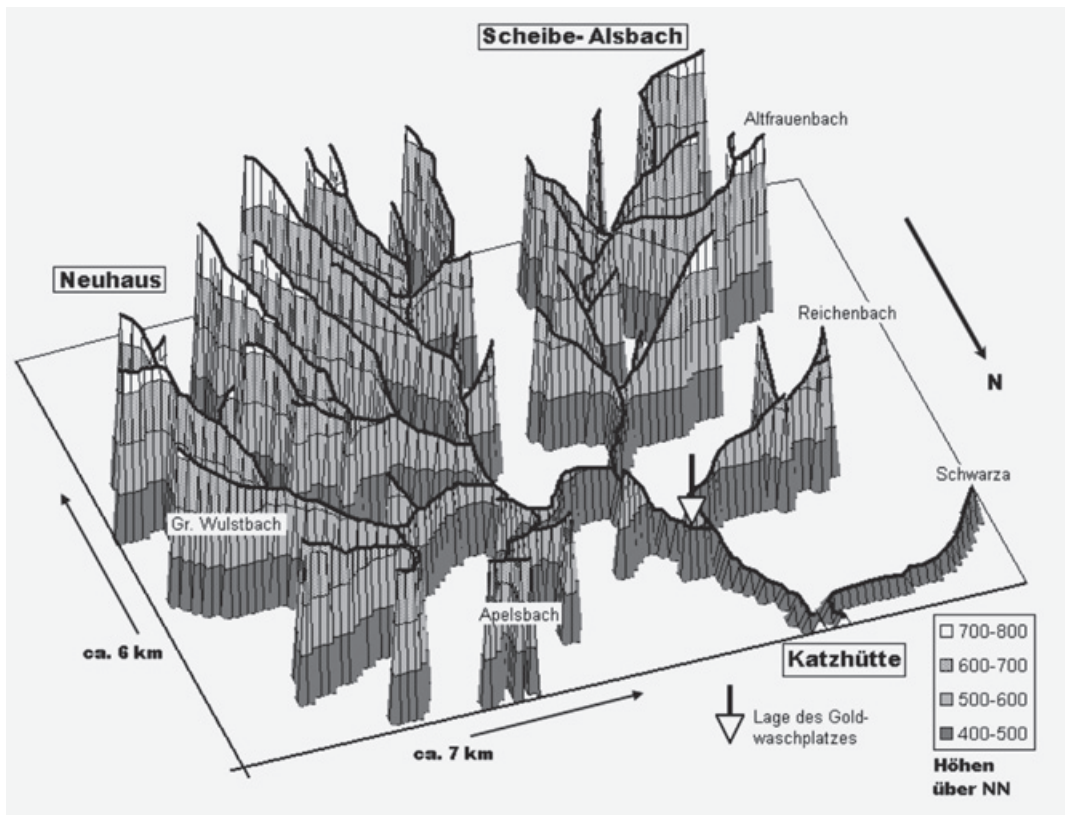 Scheibe- Alsbach
Altfrauenbach
Neuhaus
Reichenbach
N
Schwarza
Gr. Wulstbach
Apelsbach
ca. 6 km
Katzhütte
ca. 7 km
Lage des Gold-
waschplatzes
700-800
600-700
500-600
400-500
Höhen
über NN